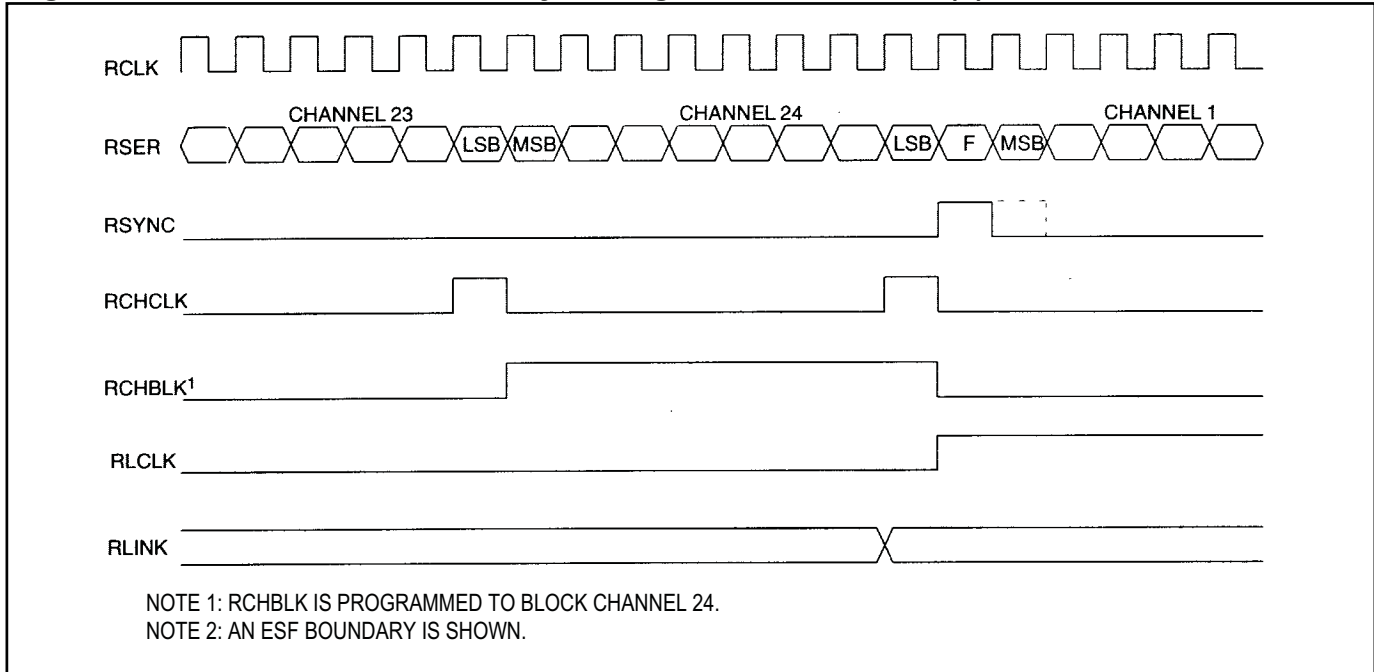 RCLK
CHANNEL 23 CHANNEL 24 CHANNEL 1
RSER LSB MSB LSB F MSB
RSYNC
RCHCLK
RCHBLK1
RLCLK
RLINK
NOTE 1: RCHBLK IS PROGRAMMED TO BLOCK CHANNEL 24.
NOTE 2: AN ESF BOUNDARY IS SHOWN.